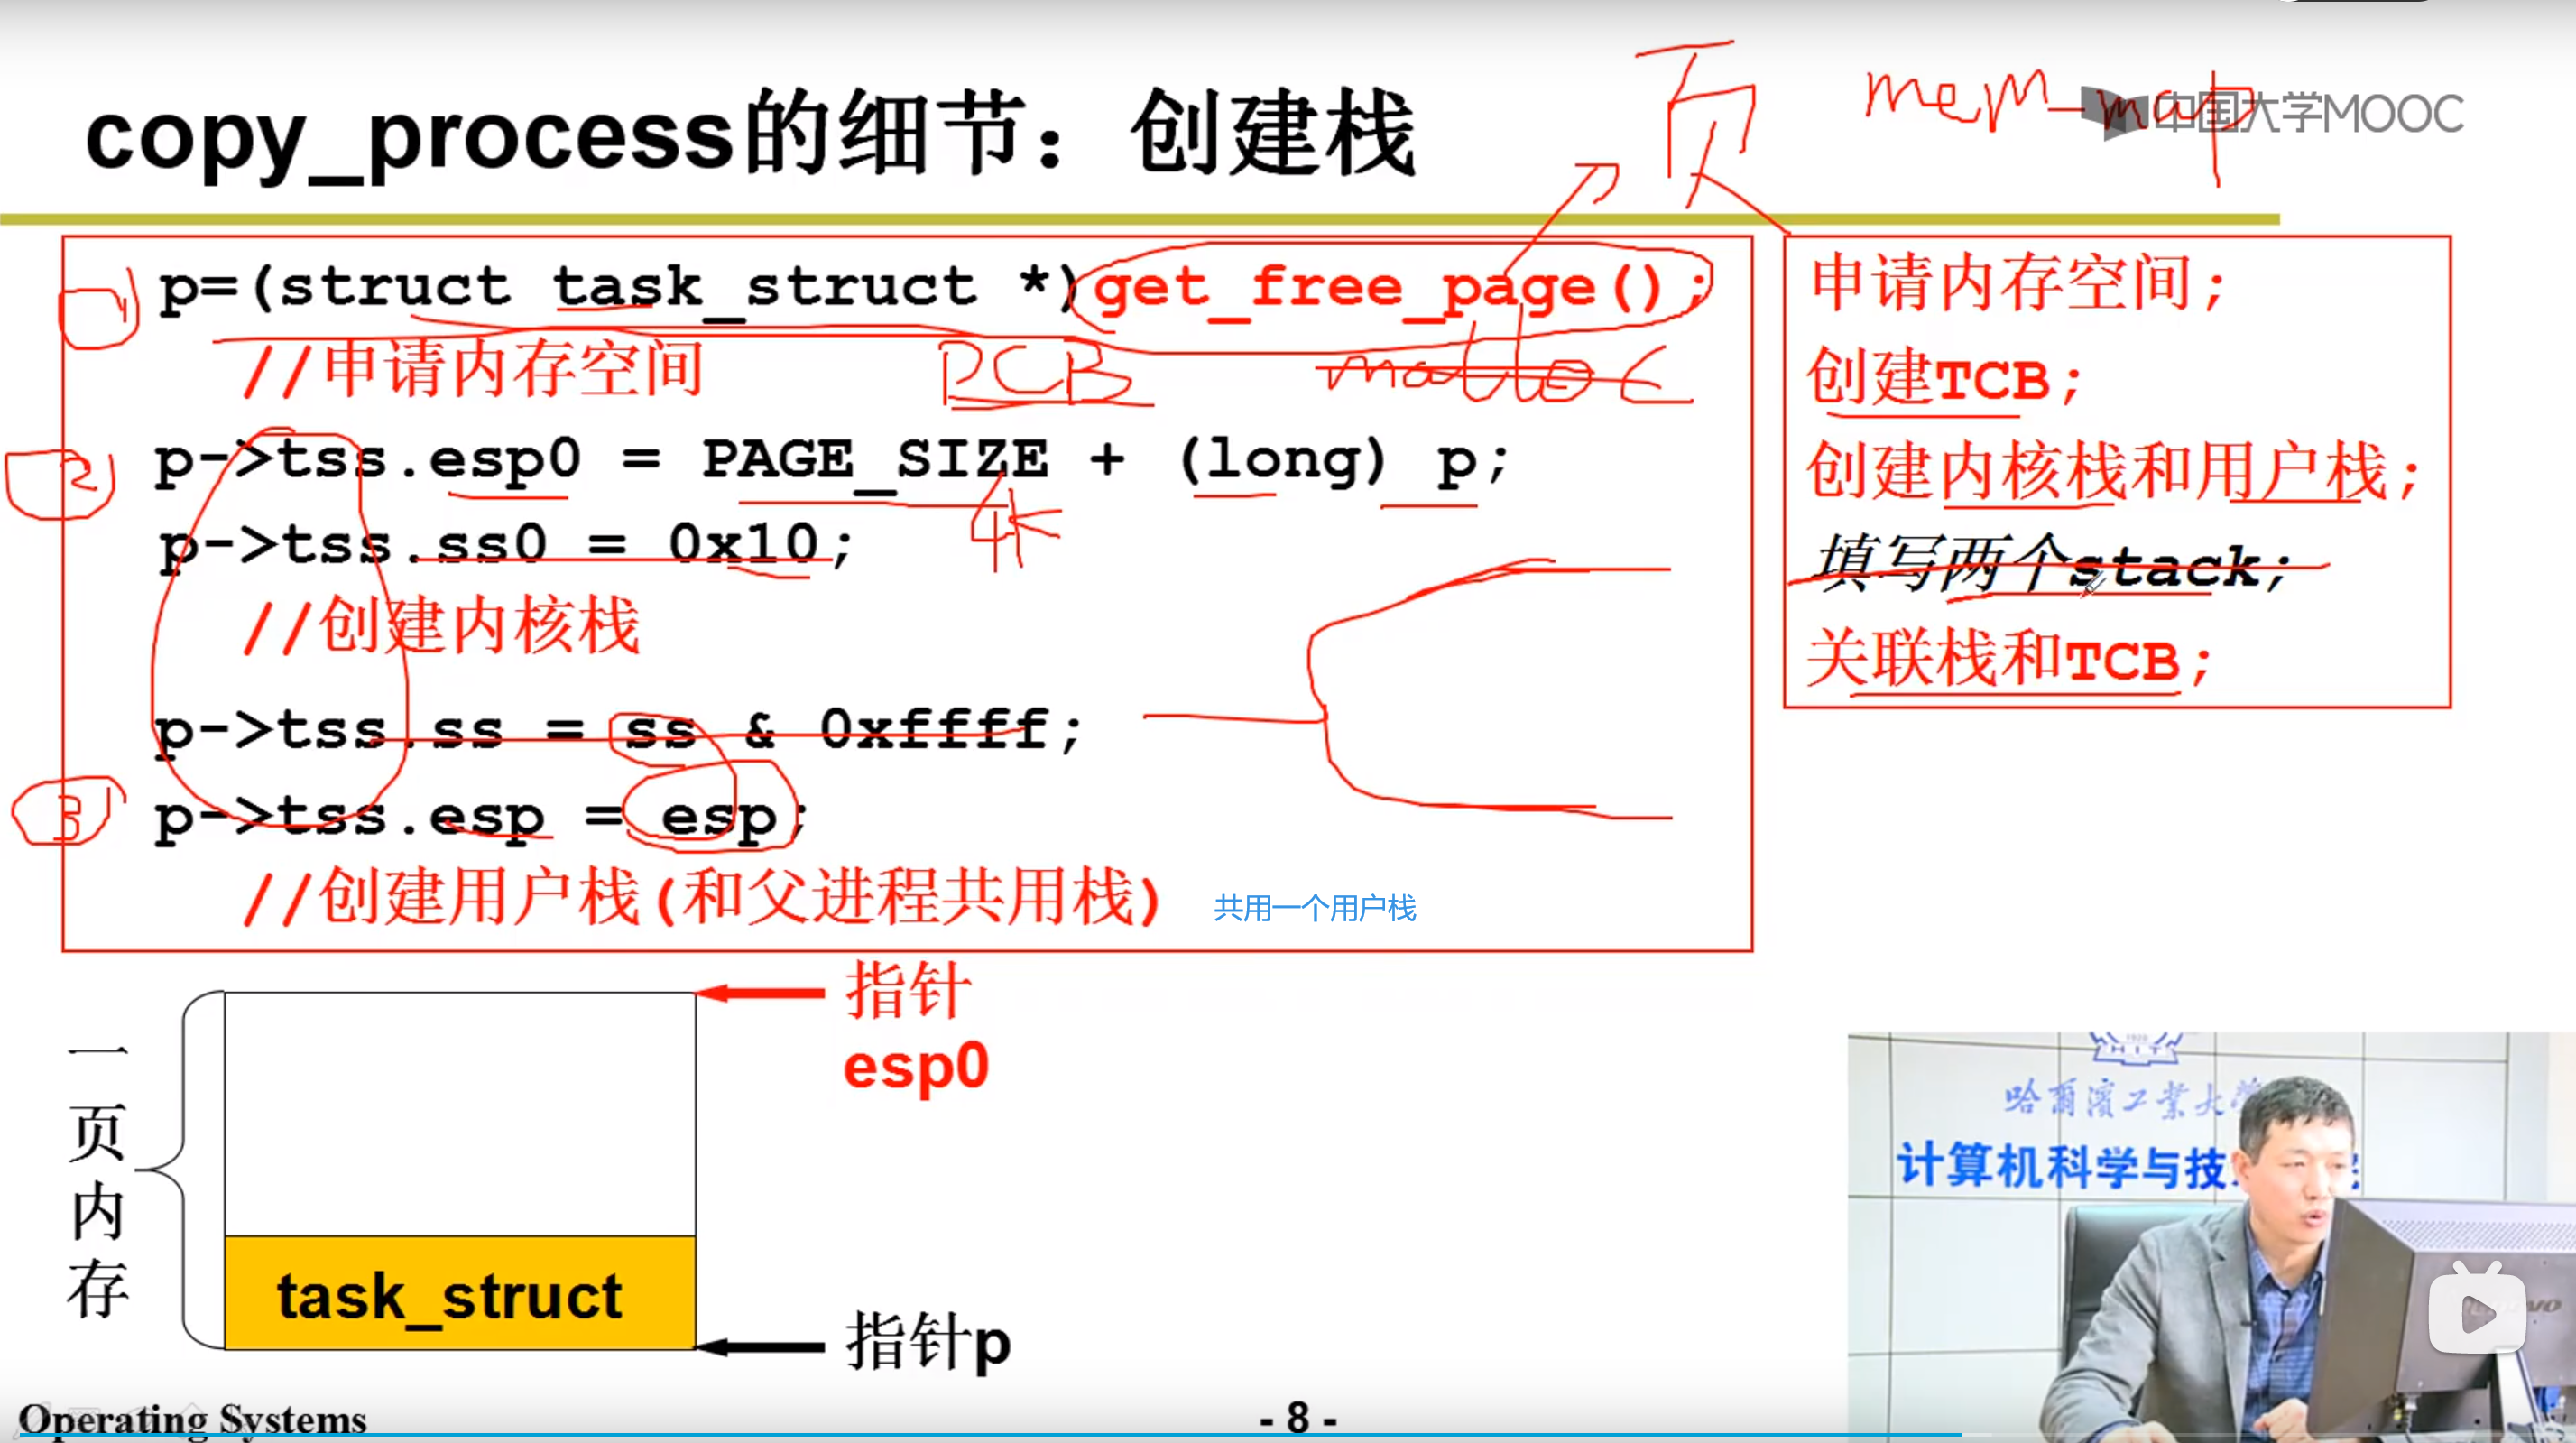 copy_process的细节：创建栈
页
mem_map
中国大学MOOC
1
p=(struct task_struct *)get_free_page();
//申请内存空间
PCB
malloc
2
p->tss.esp0 = PAGE_SIZE + (long) p;
4K
p->tss.ss0 = 0x10;
//创建内核栈
p->tss.ss = ss & 0xffff;
3
p->tss.esp = esp;
//创建用户栈(和父进程共用栈)
共用一个用户栈
申请内存空间;
创建TCB;
创建内核栈和用户栈;
填写两个stack;
关联栈和TCB;
指针
esp0
一页内存
task_struct
指针p
HIT
哈爾濱工業大
计算机科学与技
Operating Systems
- 8 -